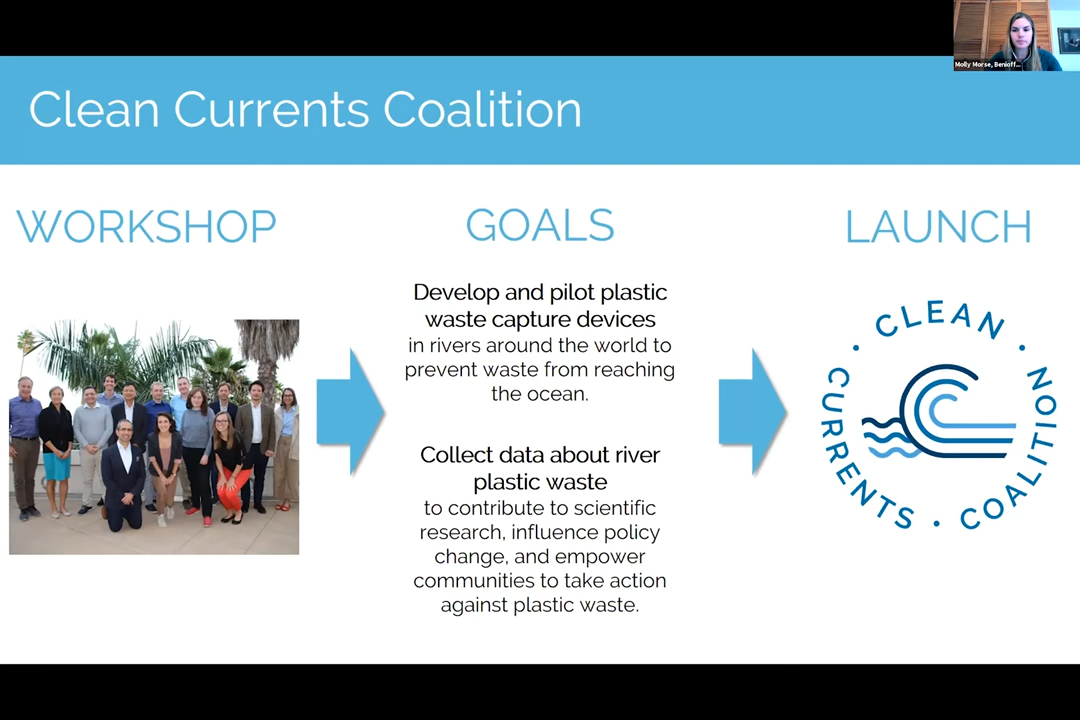 Molly Morse, Benioff...
Clean Currents Coalition
WORKSHOP
GOALS
LAUNCH
Develop and pilot plastic
waste capture devices
in rivers around the world to
prevent waste from reaching
the ocean.
Collect data about river
plastic waste
to contribute to scientific
research, influence policy
change, and empower
communities to take action
against plastic waste.
• CLEAN •
CURRENTS • COALITION